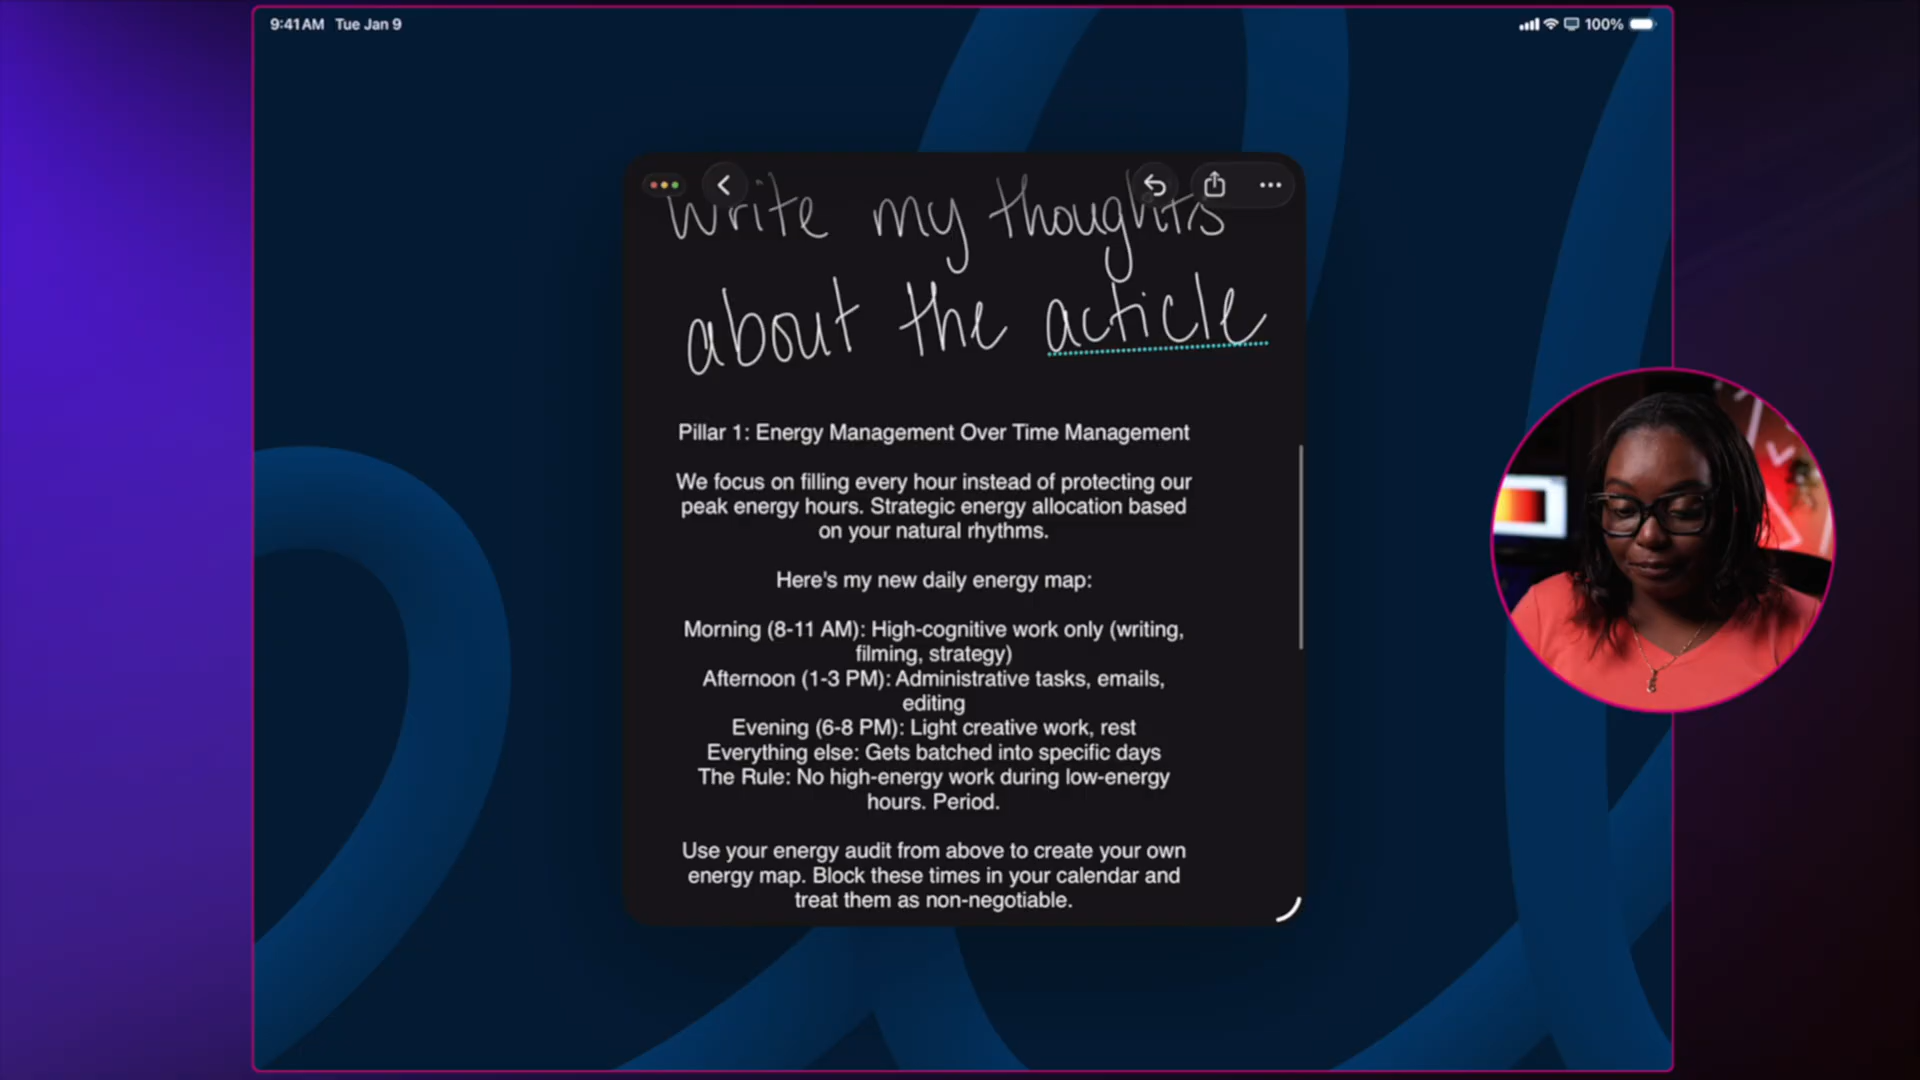 9:41 AM Tue Jan 9
100%
write my thoughts
about the acticle
Pillar 1: Energy Management Over Time Management
We focus on filling every hour instead of protecting our
peak energy hours. Strategic energy allocation based
on your natural rhythms.
Here's my new daily energy map:
Morning (8-11 AM): High-cognitive work only (writing,
filming, strategy)
Afternoon (1-3 PM): Administrative tasks, emails,
editing
Evening (6-8 PM): Light creative work, rest
Everything else: Gets batched into specific days
The Rule: No high-energy work during low-energy
hours. Period.
Use your energy audit from above to create your own
energy map. Block these times in your calendar and
treat them as non-negotiable.